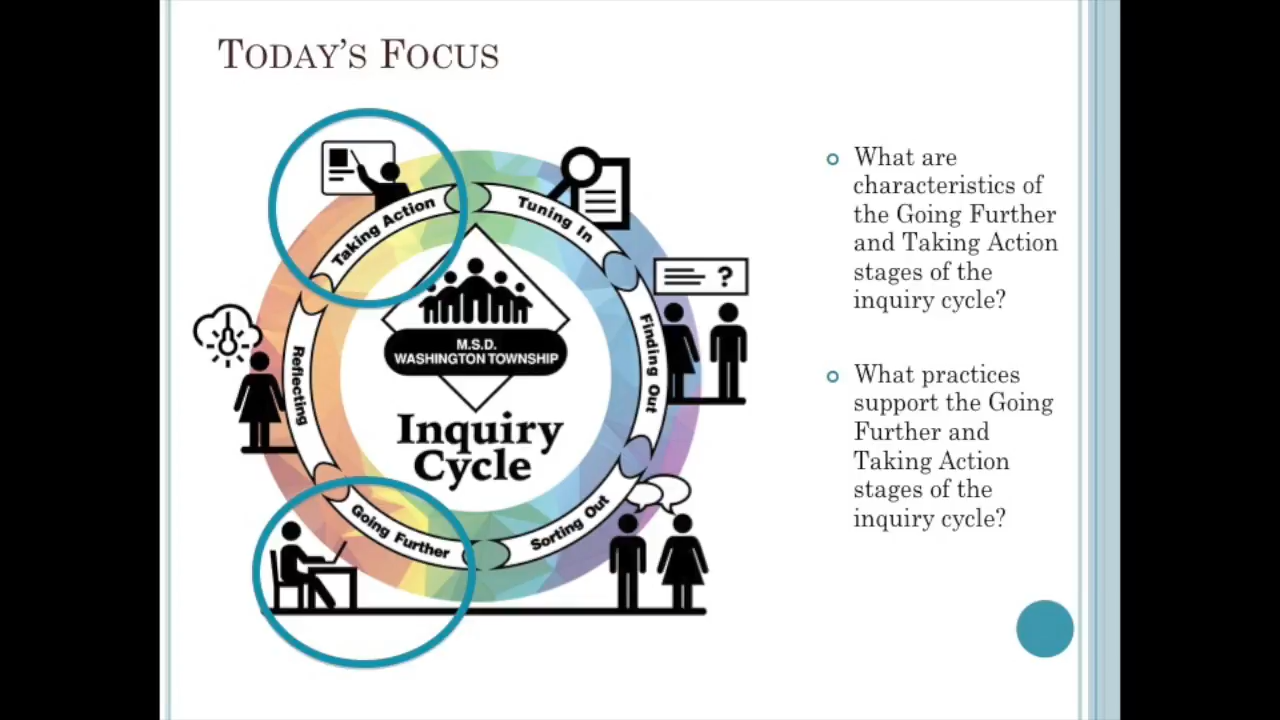 TODAY'S FOCUS
Taking Action
Tuning In
?
Finding Out
Reflecting
M.S.D.
WASHINGTON TOWNSHIP
Inquiry
Cycle
Going Further
Sorting Out
What are
characteristics of
the Going Further
and Taking Action
stages of the
inquiry cycle?
What practices
support the Going
Further and
Taking Action
stages of the
inquiry cycle?